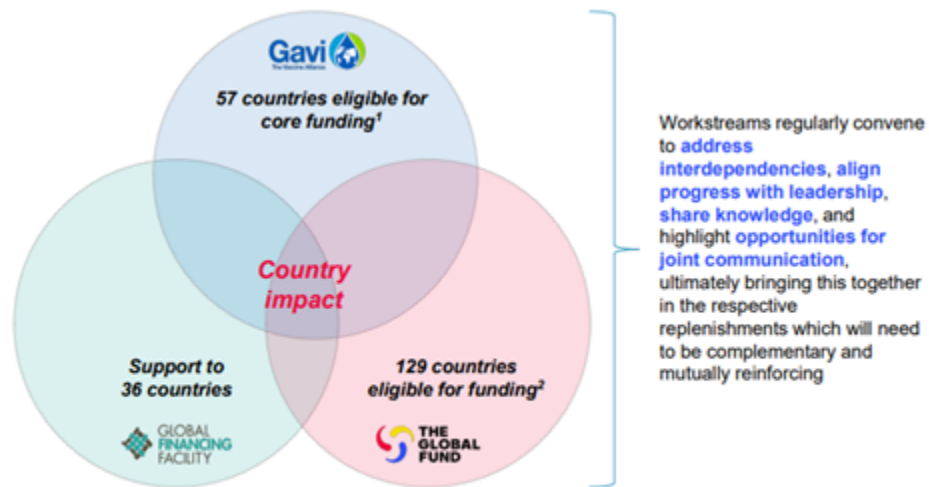 Gavi
The Vaccine Alliance
57 countries eligible for
core funding¹
Country
impact
Support to
36 countries
GLOBAL
FINANCING
FACILITY
129 countries
eligible for funding²
THE
GLOBAL
FUND
Workstreams regularly convene
to address
interdependencies, align
progress with leadership,
share knowledge, and
highlight opportunities for
joint communication,
ultimately bringing this together
in the respective
replenishments which will need
to be complementary and
mutually reinforcing